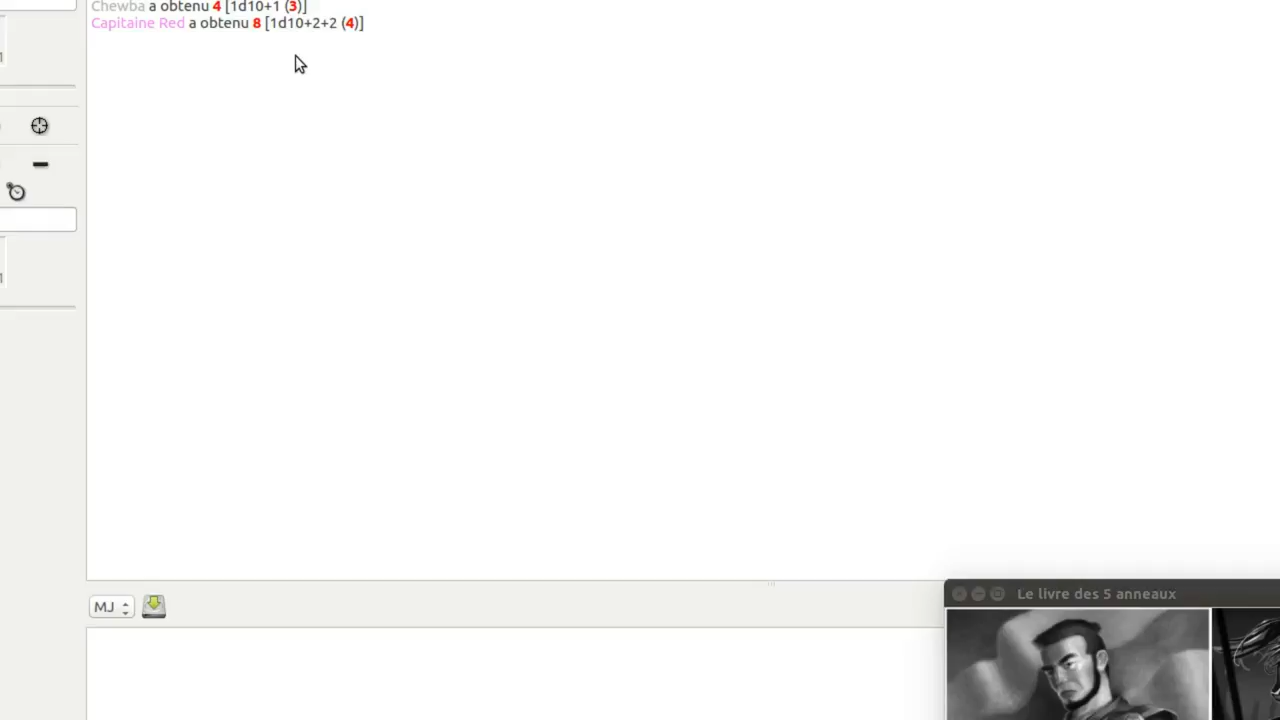 Chewba a obtenu 4 [1d10+1 (3)]
Capitaine Red a obtenu 8 [1d10+2+2 (4)]
MJ
Le livre des 5 anneaux